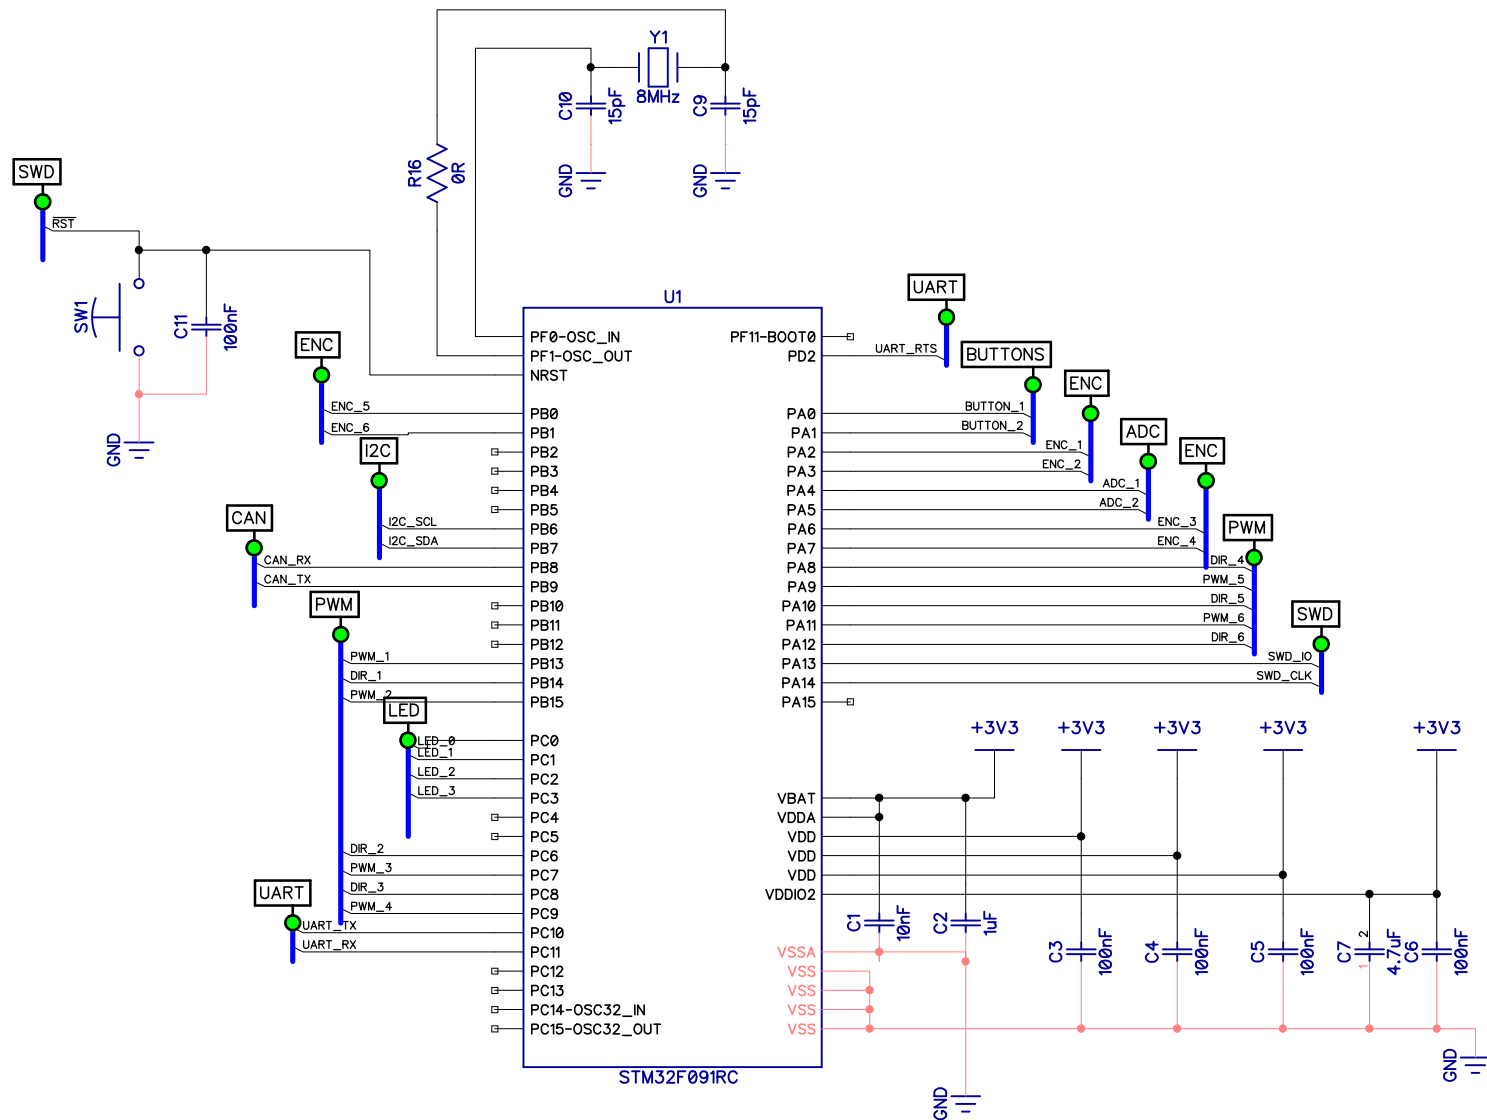 Y1
8MHz
C10
15pF
C9
15pF
GND
GND
R16
0R
SWD
RST
SW1
C11
100nF
GND
U1
ENC
ENC_5
ENC_6
I2C
I2C_SCL
I2C_SDA
CAN
CAN_RX
CAN_TX
PWM
PWM_1
DIR_1
PWM_2
LED
LED_0
LED_1
LED_2
LED_3
DIR_2
PWM_3
DIR_3
PWM_4
UART
UART_TX
UART_RX
PF0-OSC_IN
PF1-OSC_OUT
NRST
PB0
PB1
PB2
PB3
PB4
PB5
PB6
PB7
PB8
PB9
PB10
PB11
PB12
PB13
PB14
PB15
PC0
PC1
PC2
PC3
PC4
PC5
PC6
PC7
PC8
PC9
PC10
PC11
PC12
PC13
PC14-OSC32_IN
PC15-OSC32_OUT
PF11-BOOT0
PD2
PA0
PA1
PA2
PA3
PA4
PA5
PA6
PA7
PA8
PA9
PA10
PA11
PA12
PA13
PA14
PA15
VBAT
VDDA
VDD
VDD
VDD
VDDIO2
VSSA
VSS
VSS
VSS
VSS
STM32F091RC
UART
UART_RTS
BUTTONS
BUTTON_1
BUTTON_2
ENC
ENC_1
ENC_2
ADC
ADC_1
ADC_2
ENC
ENC_3
ENC_4
PWM
DIR_4
PWM_5
DIR_5
PWM_6
DIR_6
SWD
SWD_IO
SWD_CLK
+3V3
+3V3
+3V3
+3V3
+3V3
C1
10nF
C2
1uF
C3
100nF
C4
100nF
C5
100nF
C7
2
1
4.7uF
C6
100nF
GND
GND